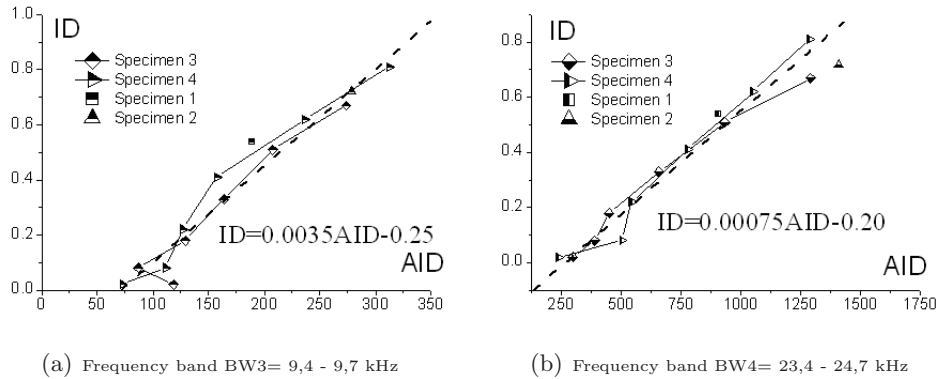 ID
1.0
0.8
0.6
0.4
0.2
0.0
Specimen 3
Specimen 4
Specimen 1
Specimen 2
ID=0.0035AID-0.25
AID
0 50 100 150 200 250 300 350
(a) Frequency band BW3= 9,4 - 9,7 kHz
ID
0.8
0.6
0.4
0.2
0.0
Specimen 3
Specimen 4
Specimen 1
Specimen 2
ID=0.00075AID-0.20
AID
250 500 750 1000 1250 1500 1750
(b) Frequency band BW4= 23,4 - 24,7 kHz